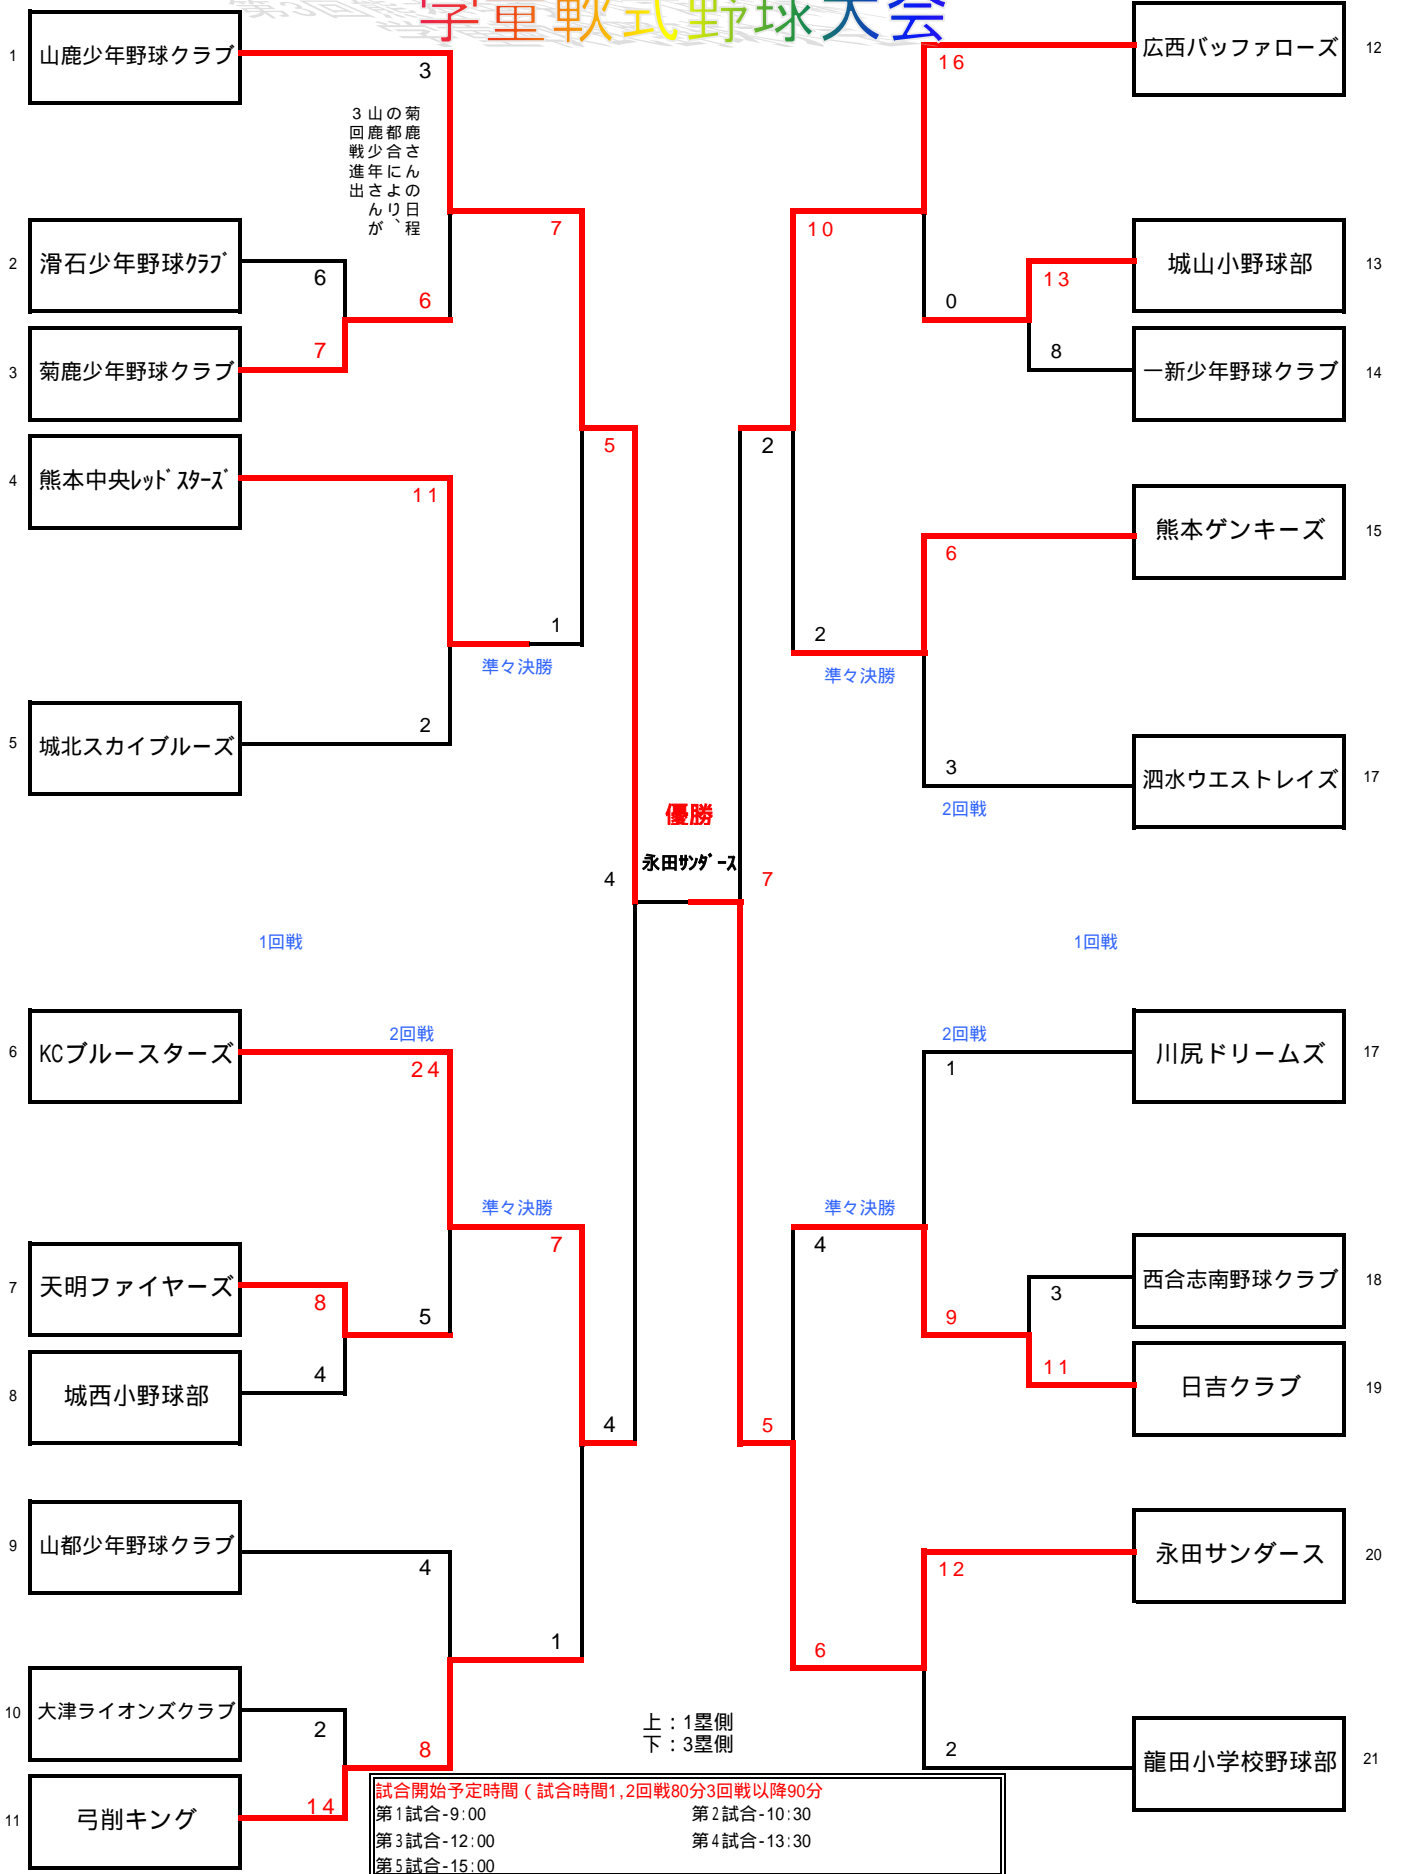 学童軟式野球大会
1 山鹿少年野球クラブ 3
菊鹿さんの日程
の都合により、
山鹿少年さんが
3回戦進出
7
2 滑石少年野球ｸﾗﾌﾞ 6
6
3 菊鹿少年野球クラブ 7
5
4 熊本中央ﾚｯﾄﾞｽﾀｰｽﾞ 11
1
準々決勝
5 城北スカイブルーズ 2
16 広西バッファローズ 12
10
13 城山小野球部 13
0
8 一新少年野球クラブ 14
2
6 熊本ゲンキーズ 15
2
準々決勝
3 泗水ウエストレイズ 17
2回戦
優勝
永田ｻﾝﾀﾞｰｽ
4 7
1回戦
1回戦
2回戦
6 KCブルースターズ 24
準々決勝
7
7 天明ファイヤーズ 8
5
8 城西小野球部 4
4
9 山都少年野球クラブ 4
1
10 大津ライオンズクラブ 2
8
11 弓削キング 14
2回戦
1 川尻ドリームズ 17
準々決勝
4
3 西合志南野球クラブ 18
9
11 日吉クラブ 19
5
12 永田サンダース 20
6
2 龍田小学校野球部 21
上：1塁側
下：3塁側
試合開始予定時間（試合時間1,2回戦80分3回戦以降90分
第1試合-9:00 第2試合-10:30
第3試合-12:00 第4試合-13:30
第5試合-15:00